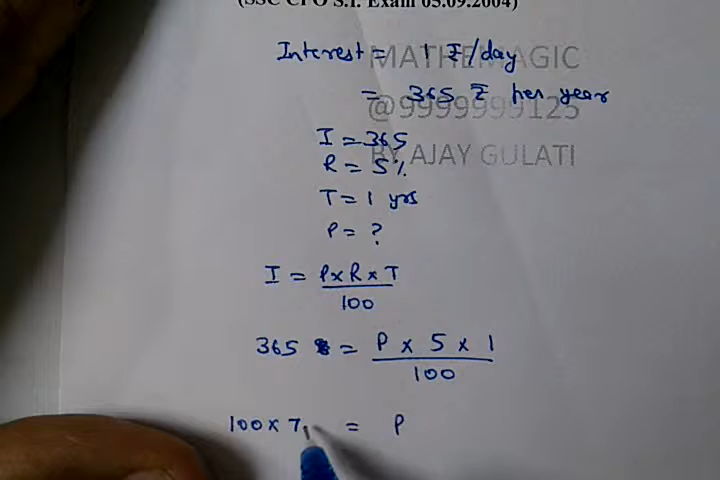 (SSC CPO S.I. Exam 05.09.2004)
Interest = 1 ₹/day
MATHEMAGIC
= 365 ₹ per year
@9999999125
I = 365
BY AJAY GULATI
R = 5%
T = 1 yrs
P = ?
I = P x R x T
100
365 = P x 5 x 1
100
100 x 7 = P